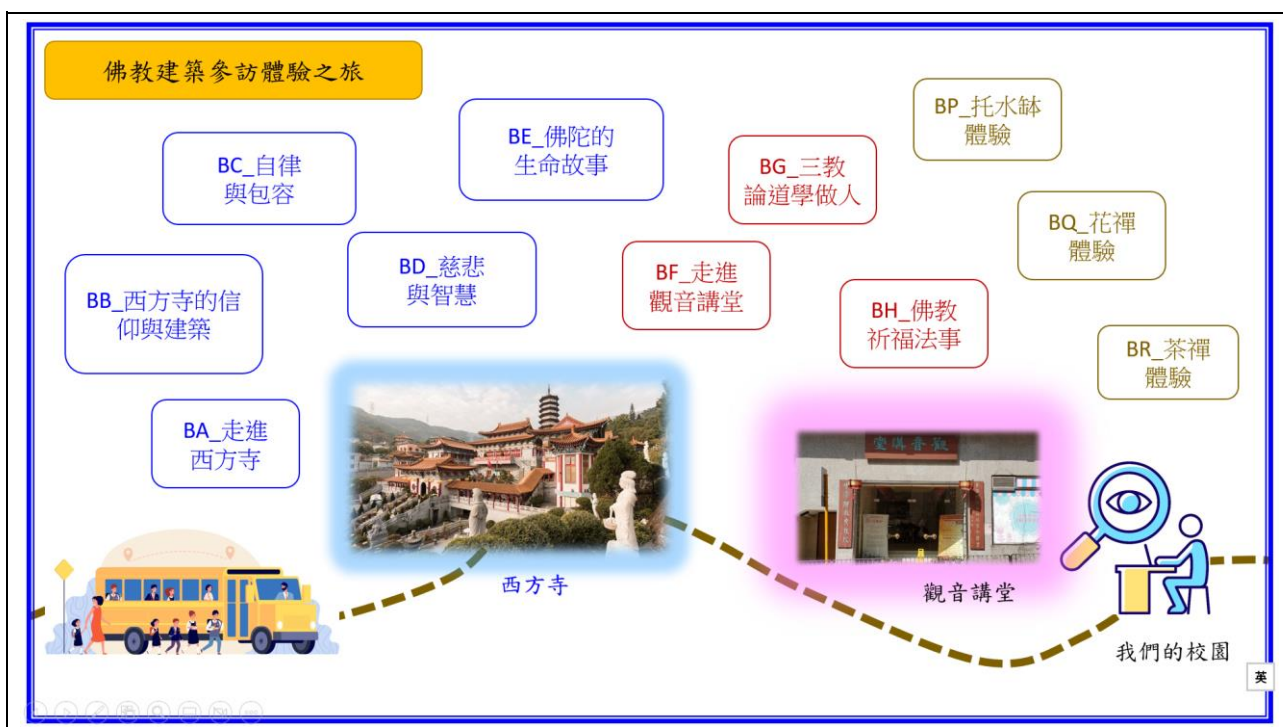 佛教建築參訪體驗之旅
BP_托水缽
體驗
BE_佛陀的
生命故事
BC_自律
與包容
BG_三教
論道學做人
BQ_花禪
體驗
BD_慈悲
與智慧
BF_走進
觀音講堂
BB_西方寺的信
仰與建築
BH_佛教
祈福法事
BR_茶禪
體驗
BA_走進
西方寺
堂講音觀
西方寺
觀音講堂
我們的校園
英